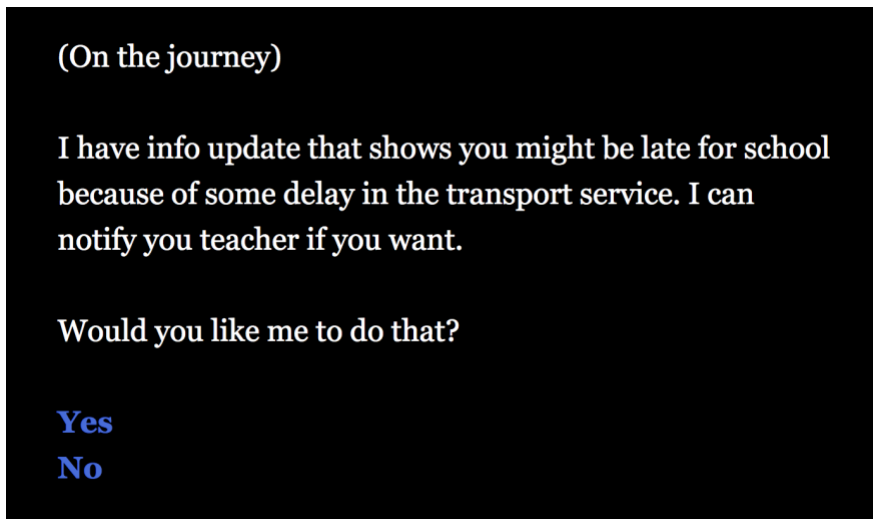 (On the journey)
I have info update that shows you might be late for school
because of some delay in the transport service. I can
notify you teacher if you want.
Would you like me to do that?
Yes
No